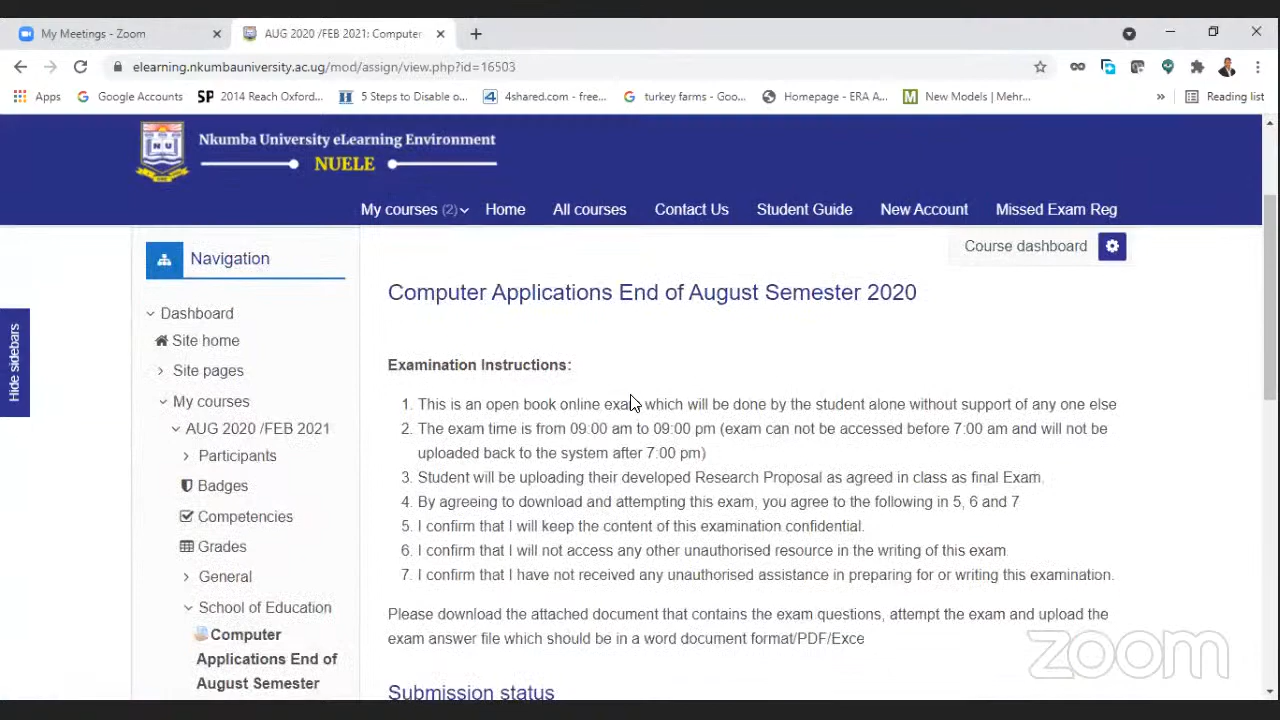 My Meetings - Zoom
AUG 2020 /FEB 2021: Computer
elearning.nkumbauniversity.ac.ug/mod/assign/view.php?id=16503
Apps
Google Accounts
SP 2014 Reach Oxford...
5 Steps to Disable o...
4 4shared.com - free...
turkey farms - Goo...
Homepage - ERA A...
M New Models | Mehr...
Reading list
Nkumba University eLearning Environment
NUELE
My courses (2)
Home
All courses
Contact Us
Student Guide
New Account
Missed Exam Reg
Course dashboard
Hide sidebars
Navigation
Dashboard
Site home
Site pages
My courses
AUG 2020 /FEB 2021
Participants
Badges
Competencies
Grades
General
School of Education
Computer
Applications End of
August Semester
Computer Applications End of August Semester 2020
Examination Instructions:
1. This is an open book online exam which will be done by the student alone without support of any one else
2. The exam time is from 09:00 am to 09:00 pm (exam can not be accessed before 7:00 am and will not be
uploaded back to the system after 7:00 pm)
3. Student will be uploading their developed Research Proposal as agreed in class as final Exam.
4. By agreeing to download and attempting this exam, you agree to the following in 5, 6 and 7
5. I confirm that I will keep the content of this examination confidential.
6. I confirm that I will not access any other unauthorised resource in the writing of this exam
7. I confirm that I have not received any unauthorised assistance in preparing for or writing this examination.
Please download the attached document that contains the exam questions, attempt the exam and upload the
exam answer file which should be in a word document format/PDF/Exce
Submission status
zoom